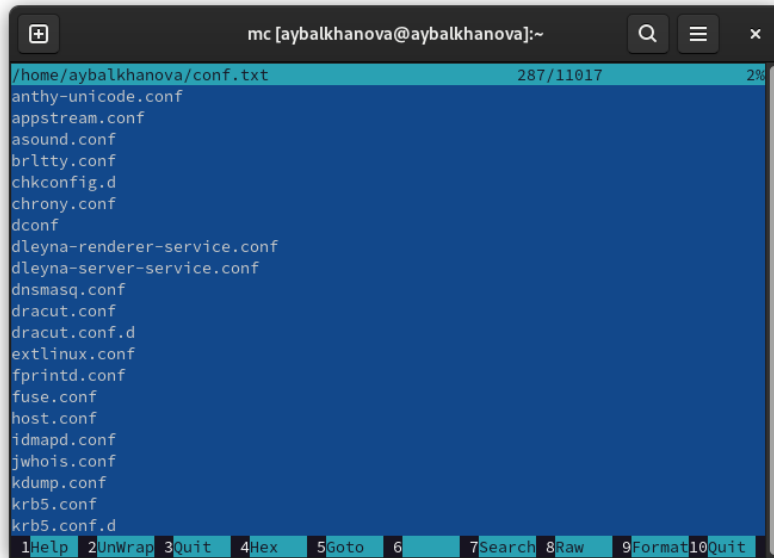 mc [aybalkhanova@aybalkhanova]:~
/home/aybalkhanova/conf.txt 287/11017 2%
anthy-unicode.conf
appstream.conf
asound.conf
brltty.conf
chkconfig.d
chrony.conf
dconf
dleyna-renderer-service.conf
dleyna-server-service.conf
dnsmasq.conf
dracut.conf
dracut.conf.d
extlinux.conf
fprintd.conf
fuse.conf
host.conf
idmapd.conf
jwhois.conf
kdump.conf
krb5.conf
krb5.conf.d
1Help 2UnWrap 3Quit 4Hex 5Goto 6 7Search 8Raw 9Format 10Quit